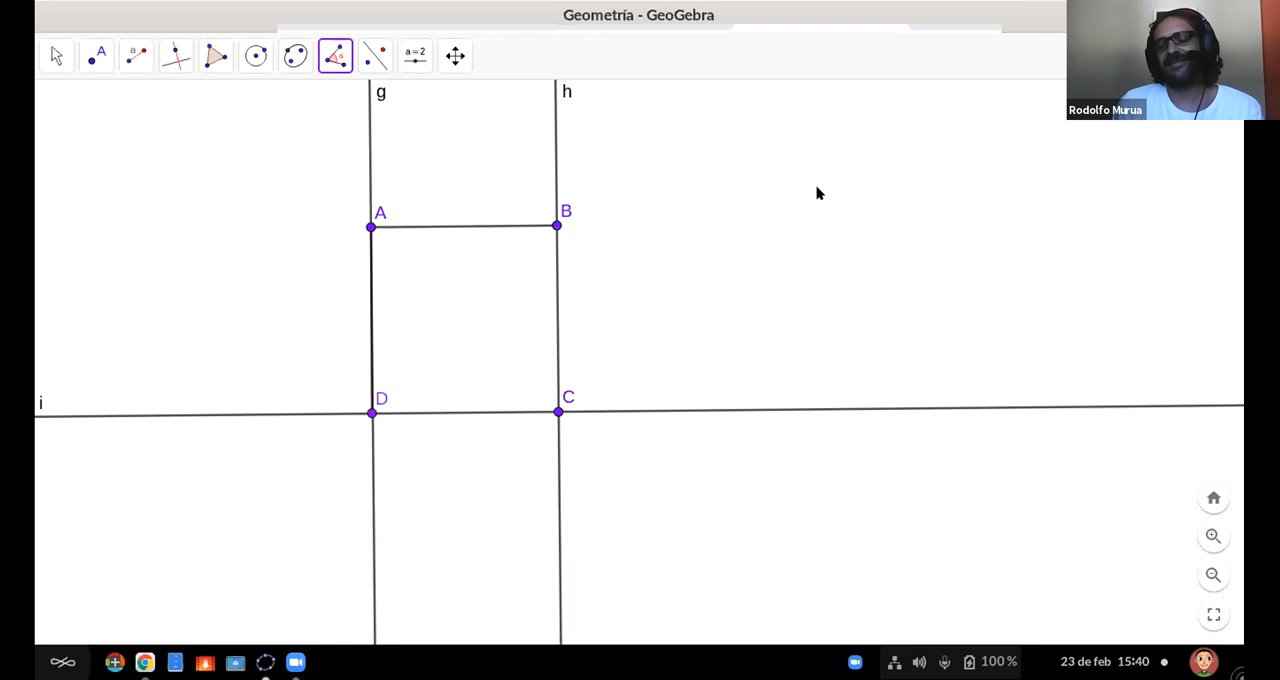 Geometría - GeoGebra
A
a
a=2
g
h
Rodolfo Murua
A
B
D
C
i
100 %
23 de feb 15:40